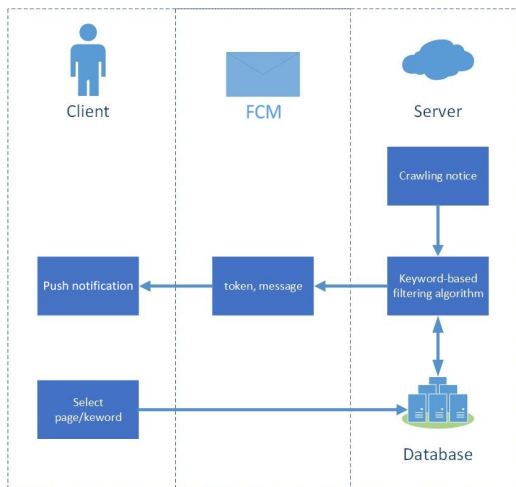 Client
FCM
Server
Crawling notice
Push notification
token, message
Keyword-based
filtering algorithm
Select
page/keword
Database